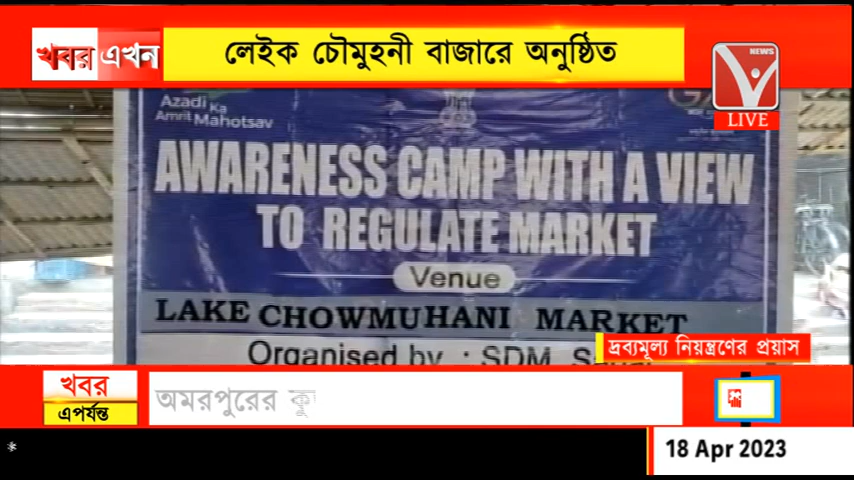 খবর এখন
লেইক চৌমুহনী বাজারে অনুষ্ঠিত
NEWS
LIVE
Azadi Ka
Amrit Mahotsav
AWARENESS CAMP WITH A VIEW
TO REGULATE MARKET
Venue
LAKE CHOWMUHANI MARKET
Organised by : SDM,
দ্রব্যমূল্য নিয়ন্ত্রণের প্রয়াস
খবর
এপর্যন্ত
অমরপুরের
*
18 Apr 2023